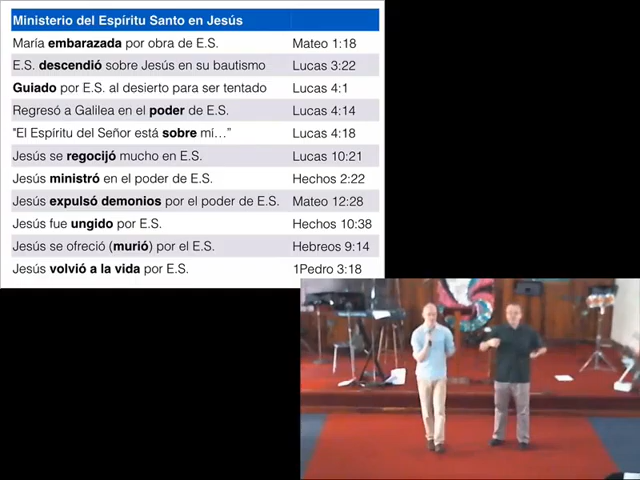 Ministerio del Espíritu Santo en Jesús
María embarazada por obra de E.S. Mateo 1:18
E.S. descendió sobre Jesús en su bautismo Lucas 3:22
Guiado por E.S. al desierto para ser tentado Lucas 4:1
Regresó a Galilea en el poder de E.S. Lucas 4:14
"El Espíritu del Señor está sobre mí…” Lucas 4:18
Jesús se regocijó mucho en E.S. Lucas 10:21
Jesús ministró en el poder de E.S. Hechos 2:22
Jesús expulsó demonios por el poder de E.S. Mateo 12:28
Jesús fue ungido por E.S. Hechos 10:38
Jesús se ofreció (murió) por el E.S. Hebreos 9:14
Jesús volvió a la vida por E.S. 1Pedro 3:18